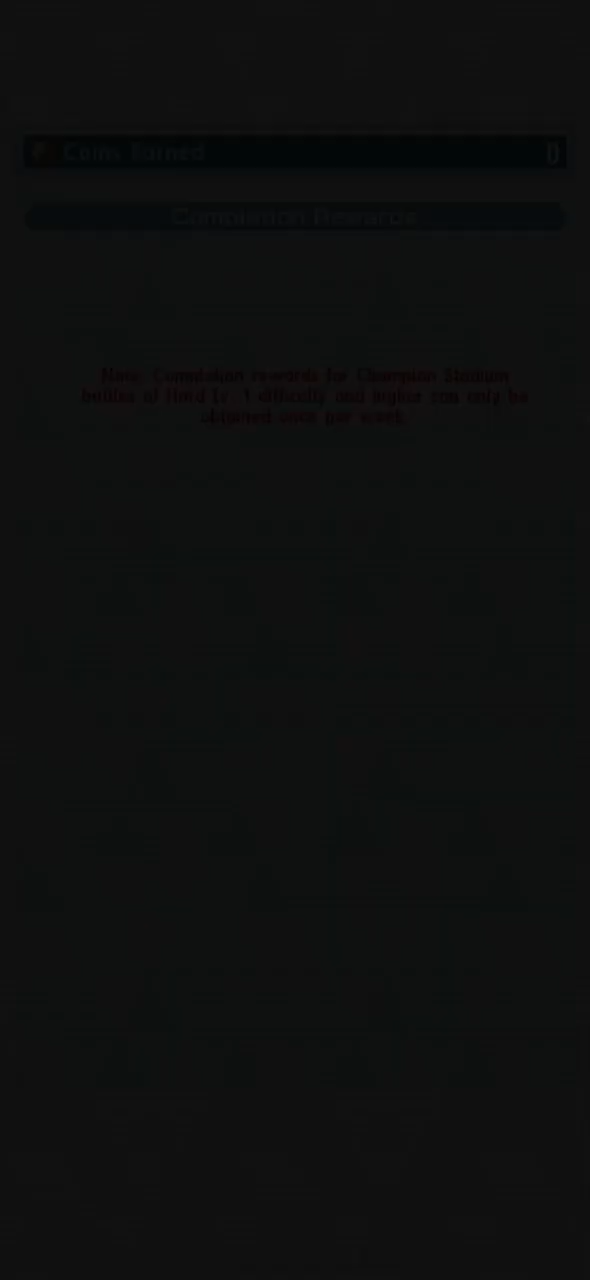 Coins Earned 0
Completion Rewards
Note: Completion rewards for Champion Stadium
battles of Hard Lv. 1 difficulty and higher can only be
obtained once per week.